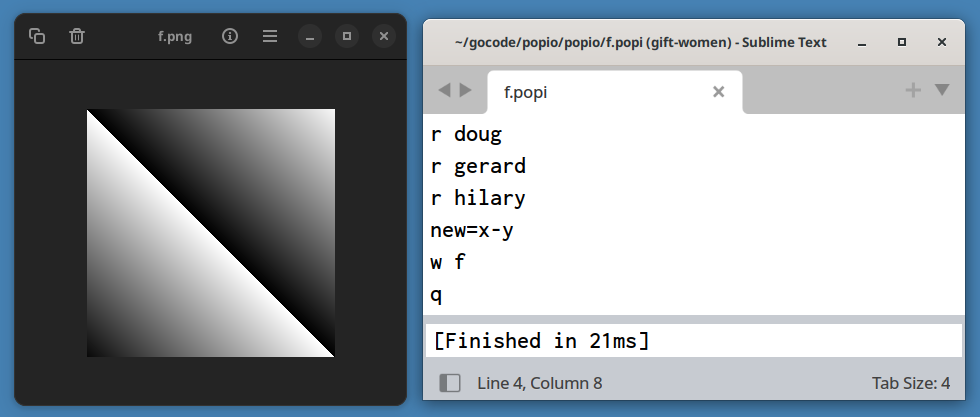 f.png
~/gocode/popio/popio/f.popi (gift-women) - Sublime Text
f.popi
r doug
r gerard
r hilary
new=x-y
w f
q
[Finished in 21ms]
Line 4, Column 8
Tab Size: 4